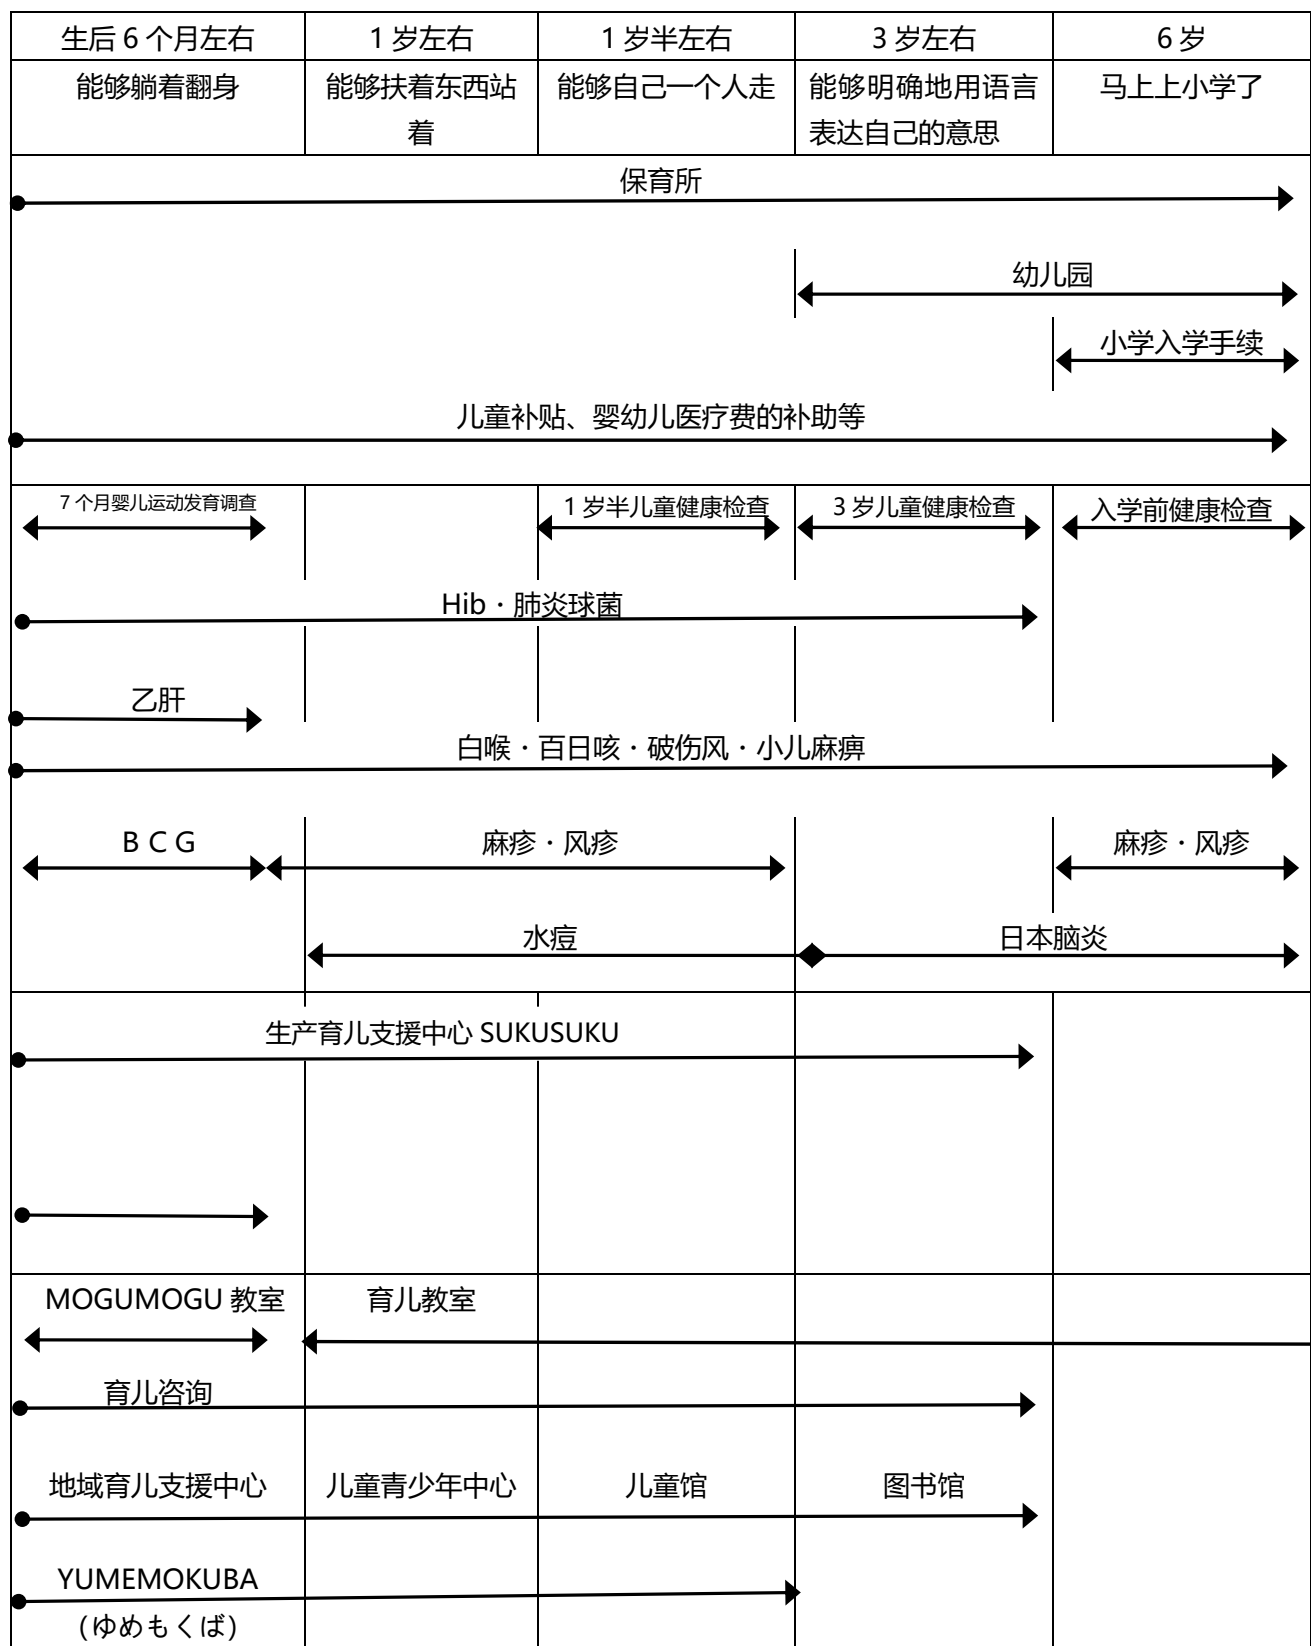 生后 6 个月左右
1 岁左右
1 岁半左右
3 岁左右
6 岁
能够躺着翻身
能够扶着东西站
着
能够自己一个人走
能够明确地用语言
表达自己的意思
马上上小学了
保育所
幼儿园
小学入学手续
儿童补贴、婴幼儿医疗费的补助等
7 个月婴儿运动发育调查
1 岁半儿童健康检查
3 岁儿童健康检查
入学前健康检查
Hib・肺炎球菌
乙肝
白喉・百日咳・破伤风・小儿麻痹
B C G
麻疹・风疹
麻疹・风疹
水痘
日本脑炎
生产育儿支援中心 SUKUSUKU
MOGUMOGU 教室
育儿教室
育儿咨询
地域育儿支援中心
儿童青少年中心
儿童馆
图书馆
YUMEMOKUBA
(ゆめもくば)